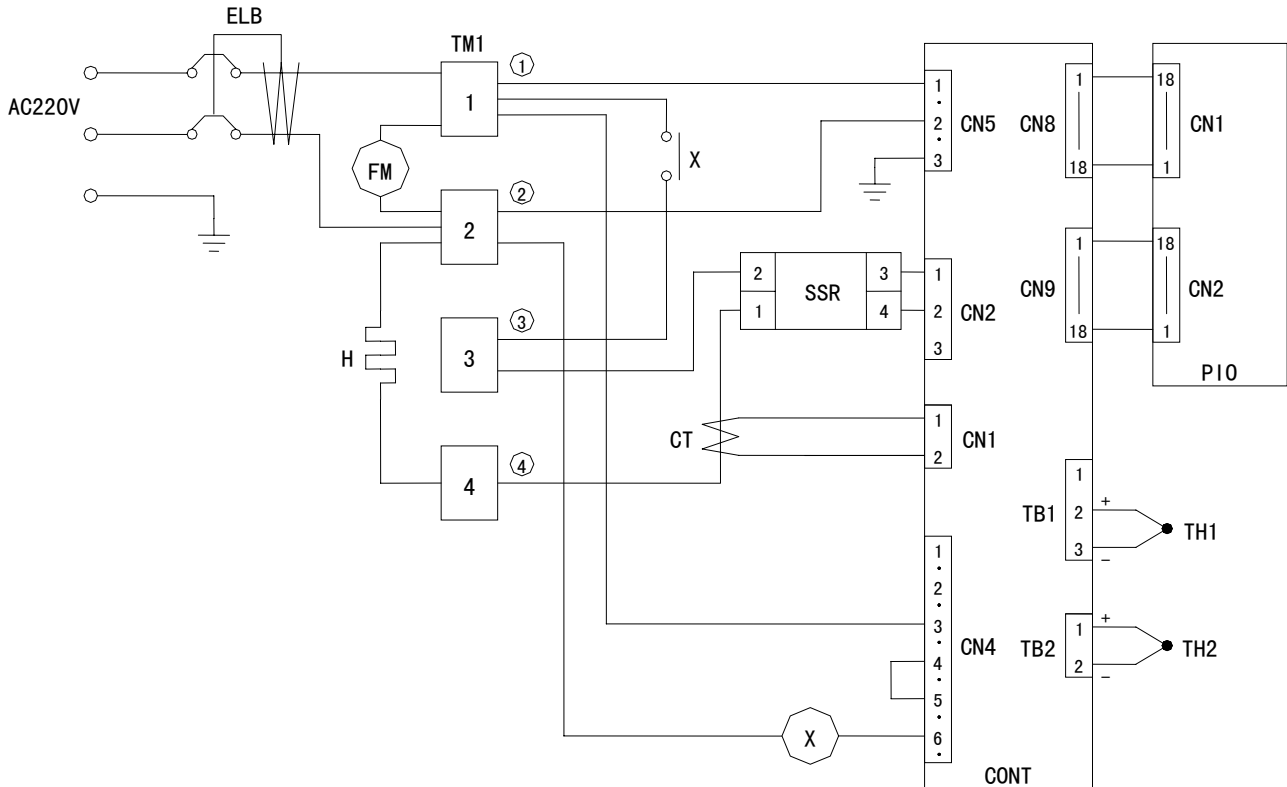 ELB
AC220V
TM1
1
①
FM
2
②
3
③
H
4
④
X
2
1
SSR
3
4
CT
X
1
2
3
CN5
1
2
3
CN2
1
2
CN1
1
2
3
4
5
6
CN4
CONT
CN8
1
18
CN9
1
18
TB1
1
2
3
+
−
TH1
TB2
1
2
+
−
TH2
18
1
CN1
18
1
CN2
PIO